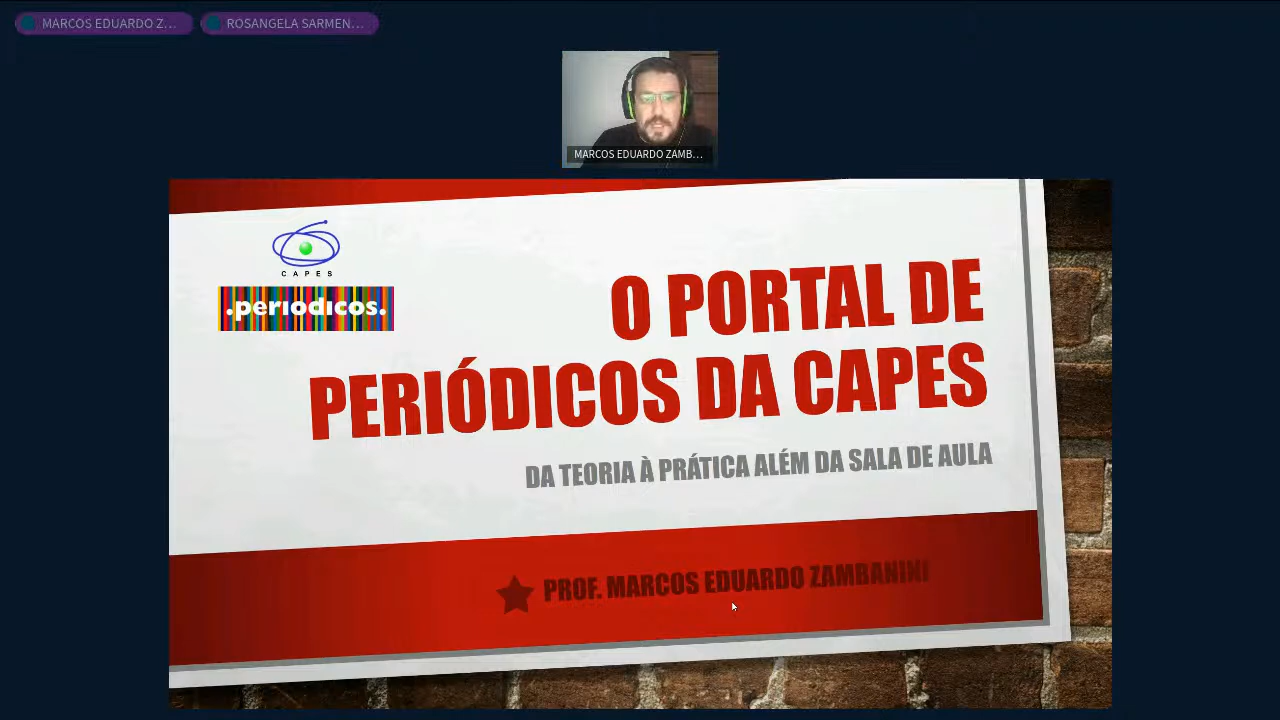 MARCOS EDUARDO Z...
ROSANGELA SARMEN...
MARCOS EDUARDO ZAMB...
CAPES
.periodicos.
O PORTAL DE
PERIÓDICOS DA CAPES
DA TEORIA À PRÁTICA ALÉM DA SALA DE AULA
PROF. MARCOS EDUARDO ZAMBANINI